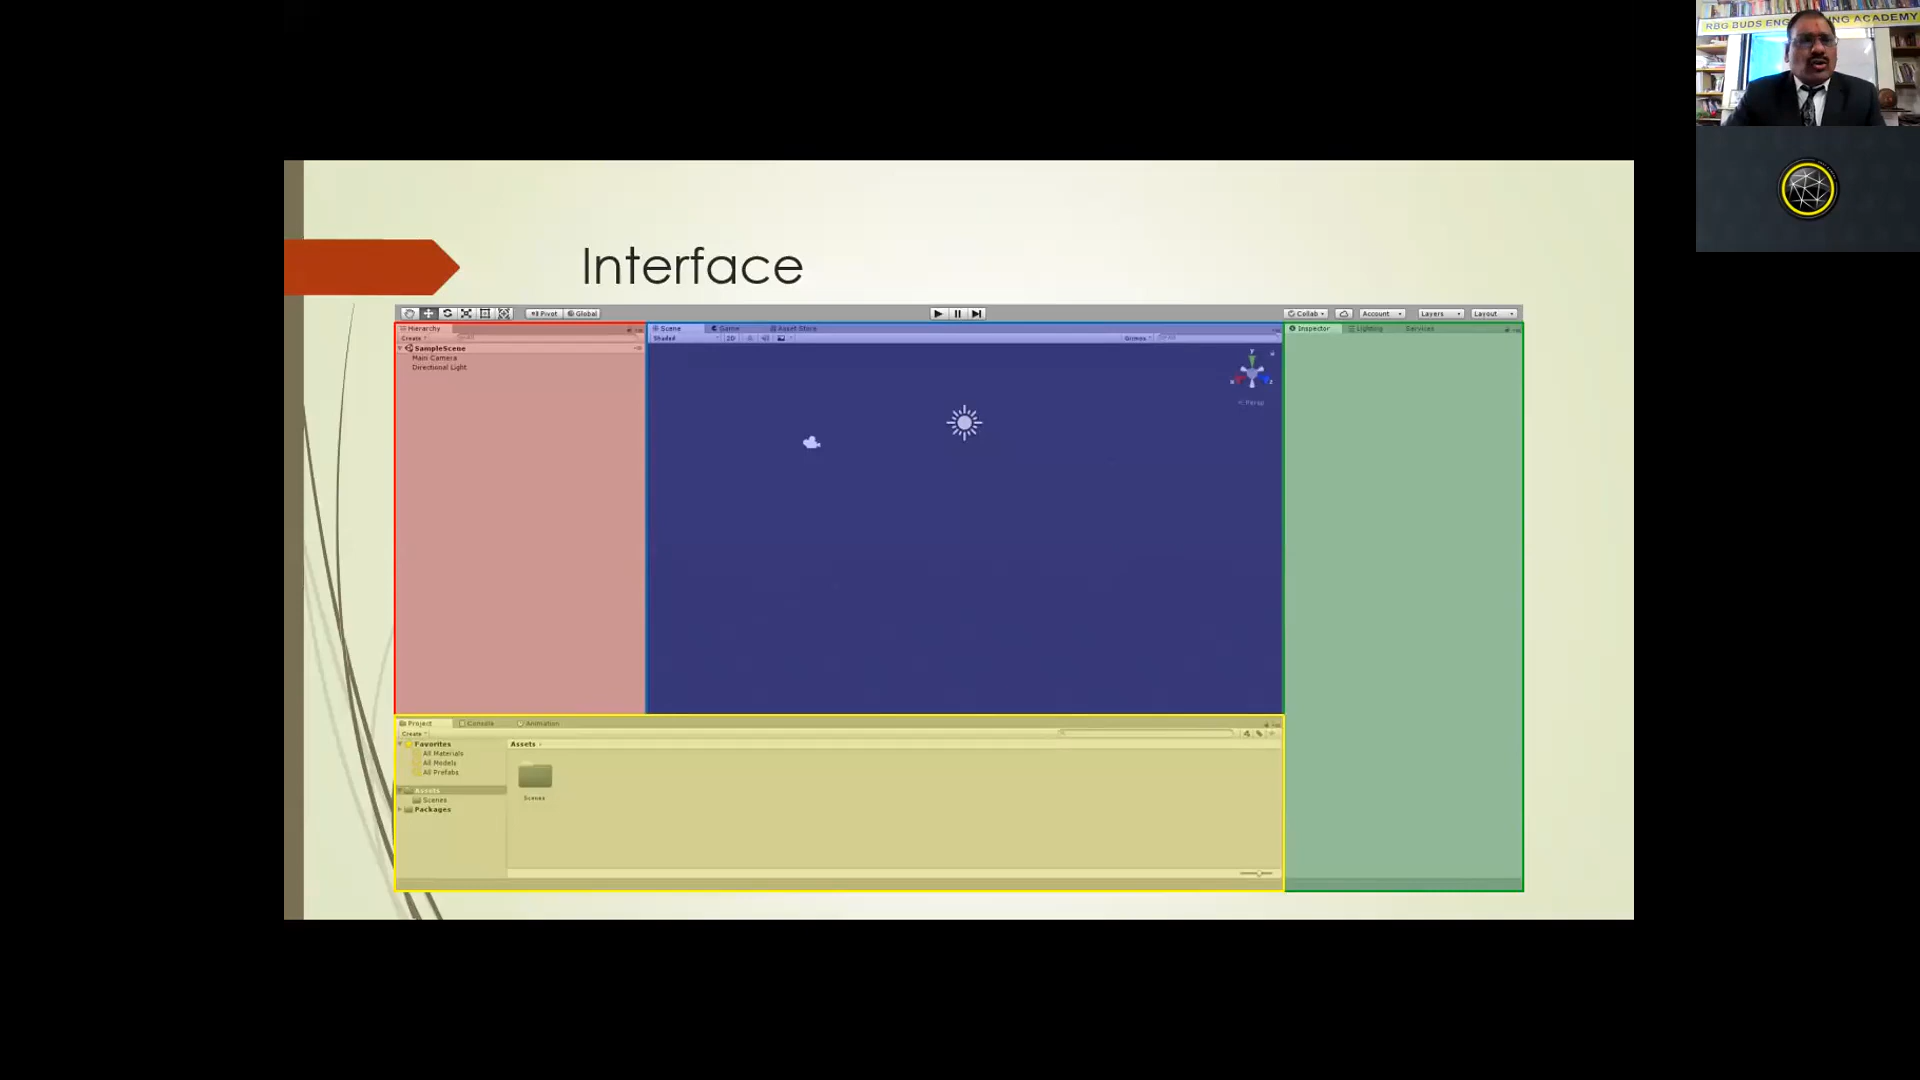 RBG BUDS ENG NG ACADEMY
Interface
Pivot Global
Collab Account Layers Layout
Hierarchy
Create
SampleScene
Main Camera
Directional Light
Scene Game Asset Store
Shaded 2D Gizmos
Y
X Z
Persp
Inspector Lighting Services
Project Console Animation
Create
Favorites
All Materials
All Models
All Prefabs
Assets
Scenes
Packages
Assets
Scenes